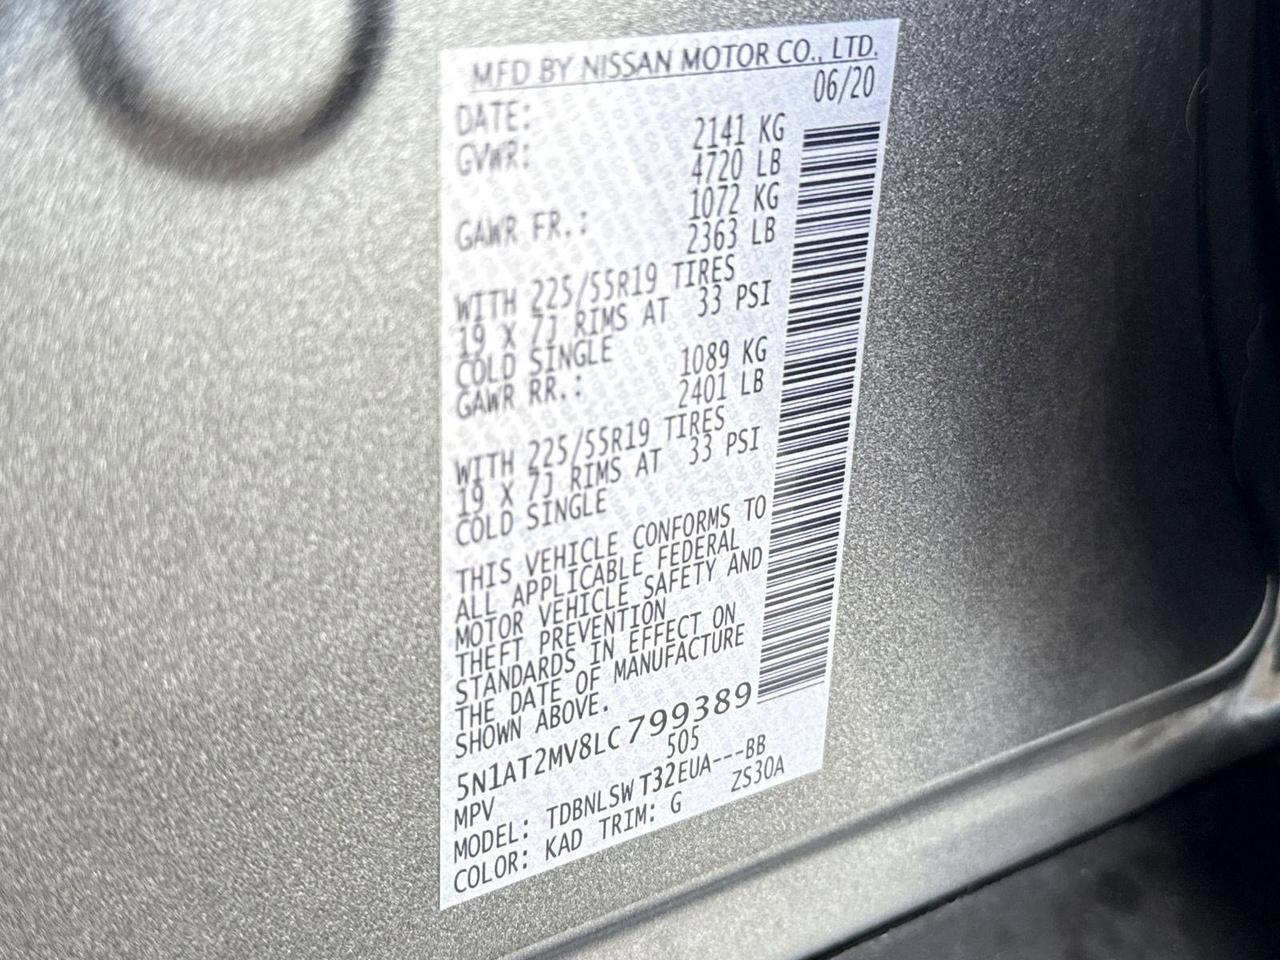 MFD BY NISSAN MOTOR CO., LTD.
DATE: 06/20
GVWR: 2141 KG
4720 LB
GAWR FR.: 1072 KG
2363 LB
WITH 225/55R19 TIRES
19 X 7J RIMS AT 33 PSI
COLD SINGLE
GAWR RR.: 1089 KG
2401 LB
WITH 225/55R19 TIRES
19 X 7J RIMS AT 33 PSI
COLD SINGLE
THIS VEHICLE CONFORMS TO
ALL APPLICABLE FEDERAL
MOTOR VEHICLE SAFETY AND
THEFT PREVENTION
STANDARDS IN EFFECT ON
THE DATE OF MANUFACTURE
SHOWN ABOVE.
5N1AT2MV8LC799389
MPV 505
MODEL: TDBNLSWT32EUA---BB
COLOR: KAD TRIM: G ZS30A